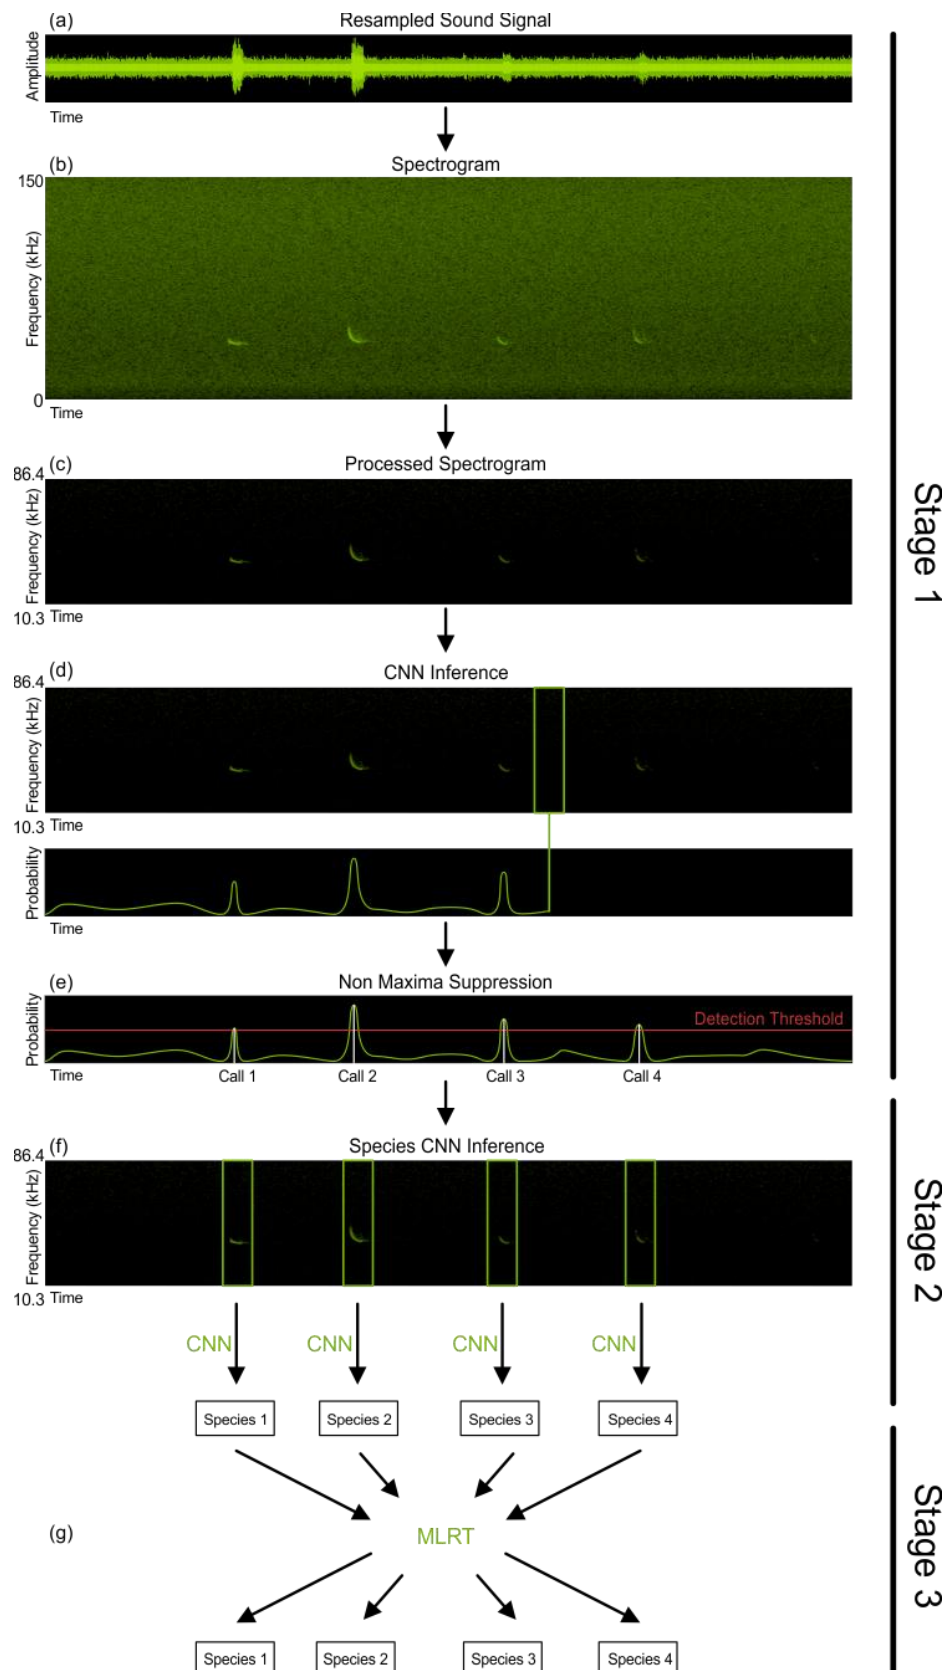 (a)
Resampled Sound Signal
Amplitude
Time
(b)
Spectrogram
150
Frequency (kHz)
0
Time
(c)
Processed Spectrogram
86.4
Frequency (kHz)
10.3
Time
Stage 1
(d)
CNN Inference
86.4
Frequency (kHz)
10.3
Time
Probability
Time
(e)
Non Maxima Suppression
Probability
Detection Threshold
Time
Call 1
Call 2
Call 3
Call 4
(f)
Species CNN Inference
86.4
Frequency (kHz)
10.3
Time
Stage 2
CNN
CNN
CNN
CNN
Species 1
Species 2
Species 3
Species 4
(g)
MLRT
Stage 3
Species 1
Species 2
Species 3
Species 4